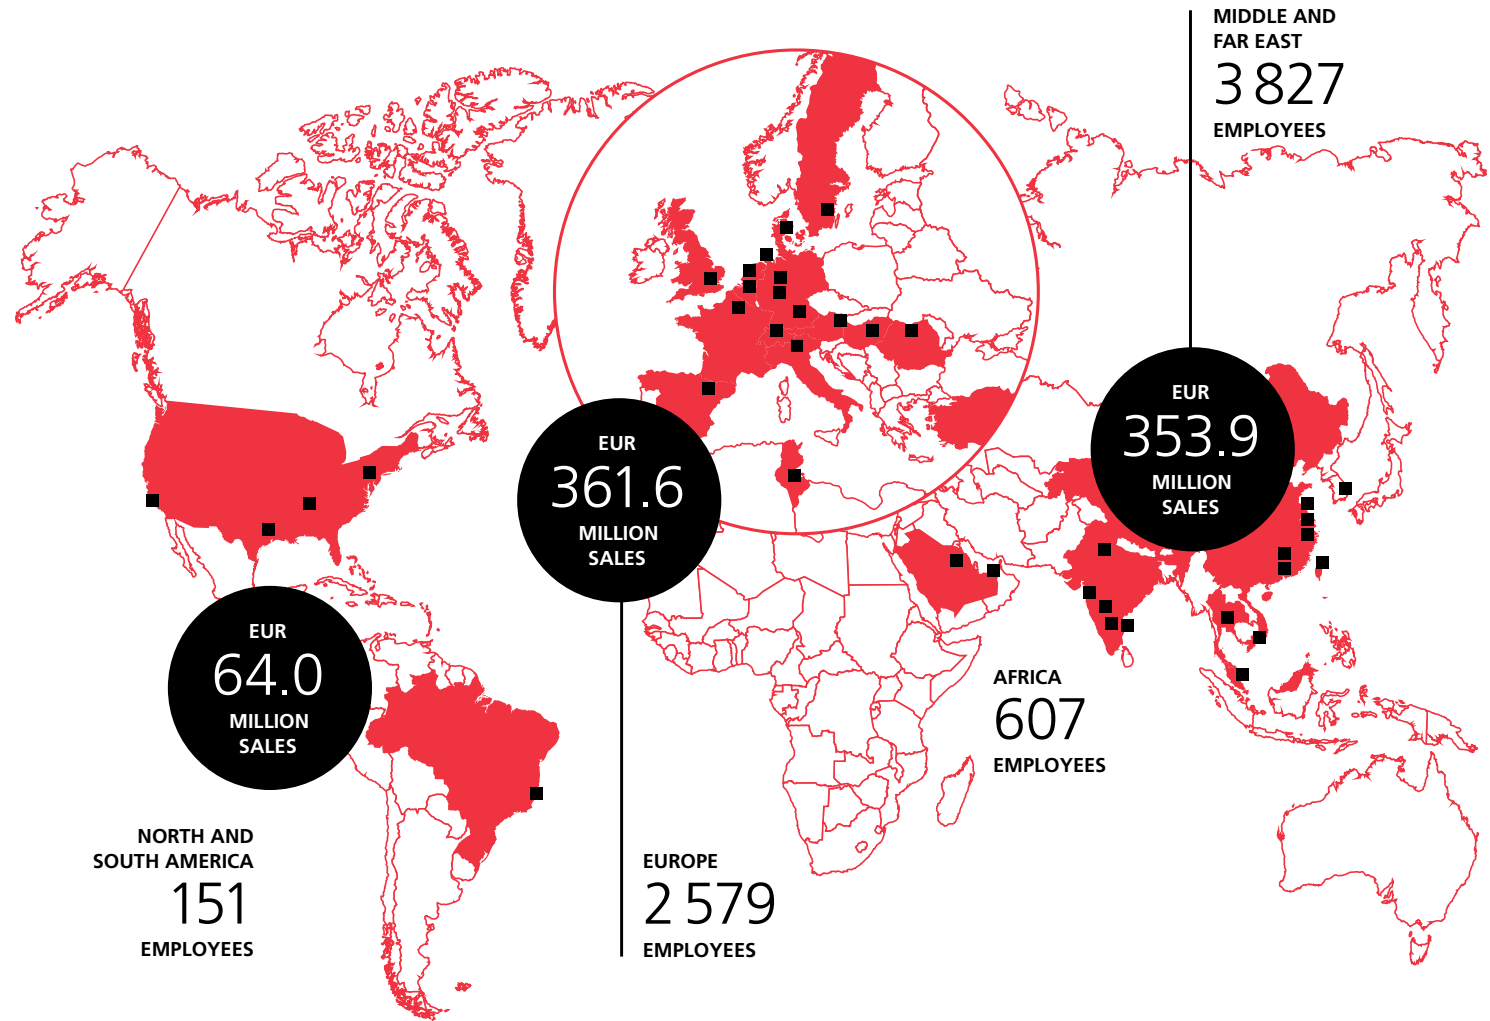 MIDDLE AND
FAR EAST
3 827
EMPLOYEES
EUR
353.9
MILLION
SALES
EUR
361.6
MILLION
SALES
EUR
64.0
MILLION
SALES
AFRICA
607
EMPLOYEES
NORTH AND
SOUTH AMERICA
151
EMPLOYEES
EUROPE
2 579
EMPLOYEES